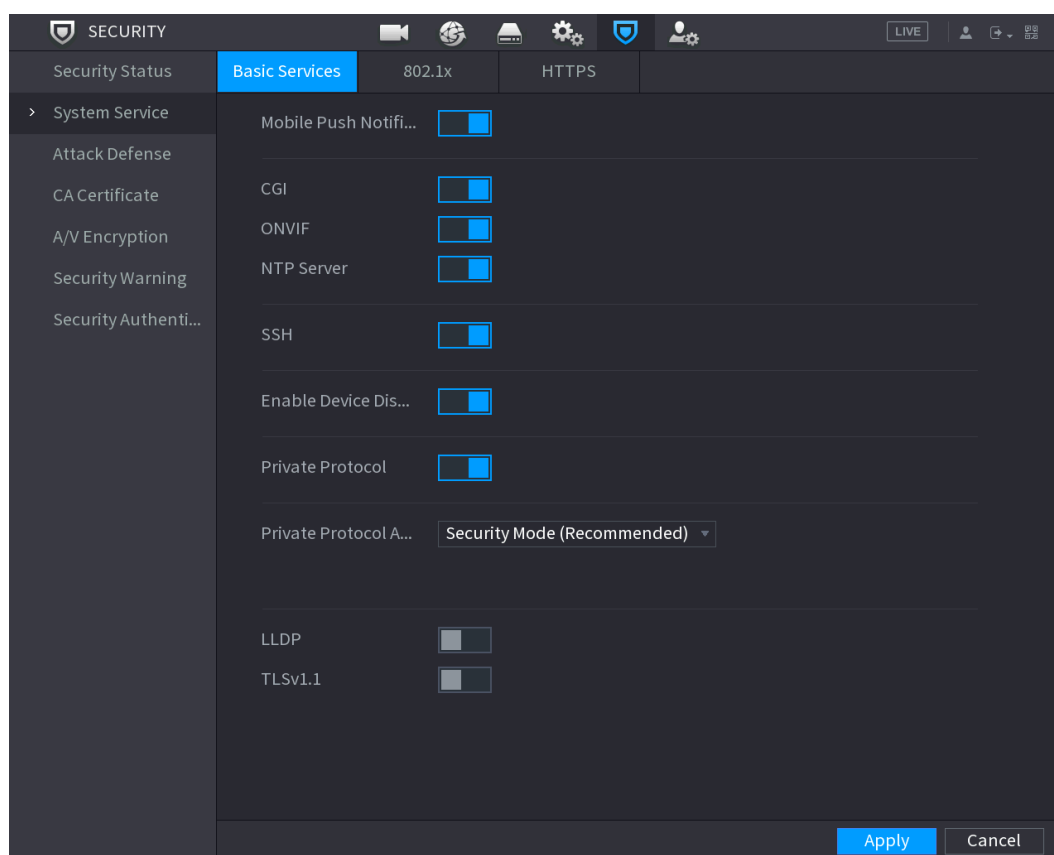 SECURITY
LIVE
Security Status
System Service
Attack Defense
CA Certificate
A/V Encryption
Security Warning
Security Authenti...
Basic Services
802.1x
HTTPS
Mobile Push Notifi...
CGI
ONVIF
NTP Server
SSH
Enable Device Dis...
Private Protocol
Private Protocol A...
Security Mode (Recommended)
LLDP
TLSv1.1
Apply
Cancel